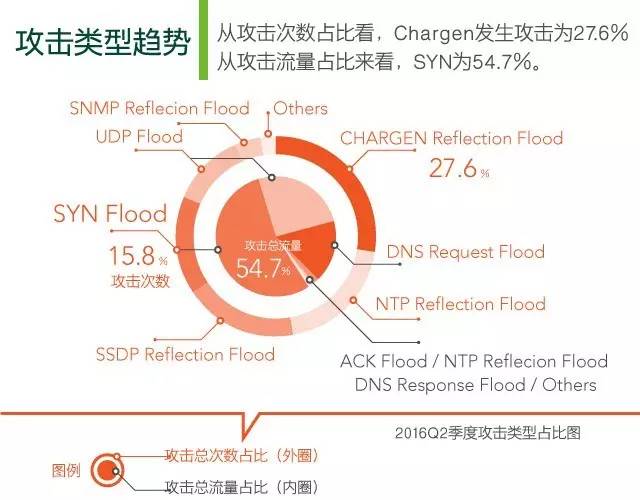 攻击类型趋势
从攻击次数占比看，Chargen发生攻击为27.6%
从攻击流量占比来看，SYN为54.7%。
SNMP Reflecion Flood
Others
UDP Flood
CHARGEN Reflection Flood
27.6 %
SYN Flood
15.8 %
攻击次数
攻击总流量
54.7%
DNS Request Flood
NTP Reflection Flood
SSDP Reflection Flood
ACK Flood / NTP Reflecion Flood
DNS Response Flood / Others
2016Q2季度攻击类型占比图
图例
攻击总次数占比（外圈）
攻击总流量占比（内圈）